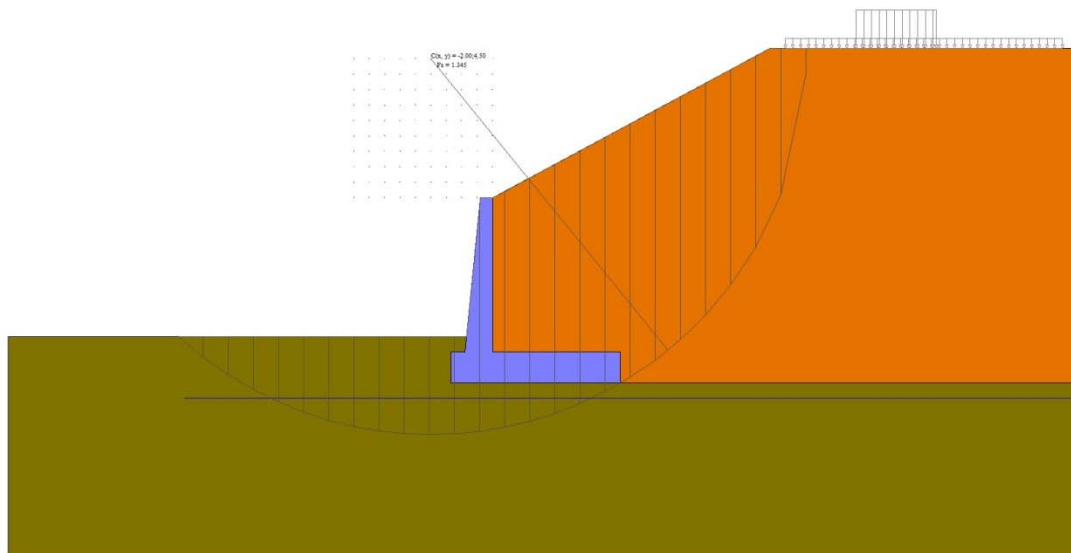 C(x, y) = -2.00;4.50
Fs = 1.345